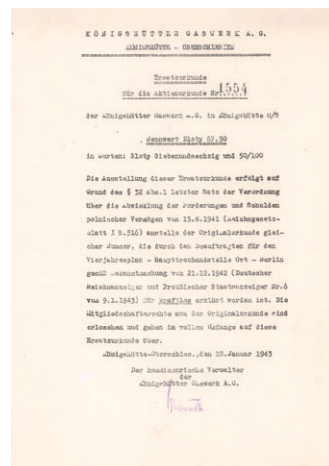 KÖNIGSHÜTTER GASWERK A.G.
KÖNIGSHÜTTE - OBERSCHLESIEN
Ersatzurkunde
für die Aktienurkunde Nr. 1554
der Königshütter Gaswerk A.G. in Königshütte O/S
Nennwert Zloty 67.50
in Worten: Zloty Siebenundsechzig und 50/100
Die Ausstellung dieser Ersatzurkunde erfolgt auf
Grund des § 32 Abs.1 letzter Satz der Verordnung
über die Abwicklung der Forderungen und Schulden
polnischer Vermögen vom 15.8.1941 (Reichsgesetz-
blatt I S.516) anstelle der Originalurkunde glei-
cher Nummer, die durch den Beauftragten für den
Vierjahresplan - Haupttreuhandstelle Ost - Berlin
gemäß Bekanntmachung vom 21.12.1942 (Deutscher
Reichsanzeiger und Preußischer Staatsanzeiger Nr.6
vom 9.1.1943) für kraftlos erklärt worden ist. Die
Mitgliedschaftsrechte aus der Originalurkunde sind
erloschen und gehen im vollen Umfange auf diese
Ersatzurkunde über.
Königshütte-Oberschles., den 10.Januar 1943
Der kommissarische Verwalter
der
Königshütter Gaswerk A.G.